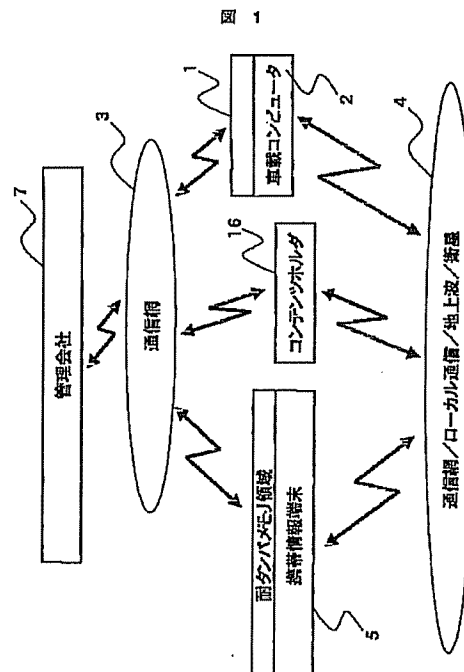 図 1
7
管理会社
3
通信網
1
車載コンピュータ
2
16
コンテンツホルダ
耐タンパメモリ領域
携帯情報端末
5
4
通信網/ローカル通信/地上波/衛星